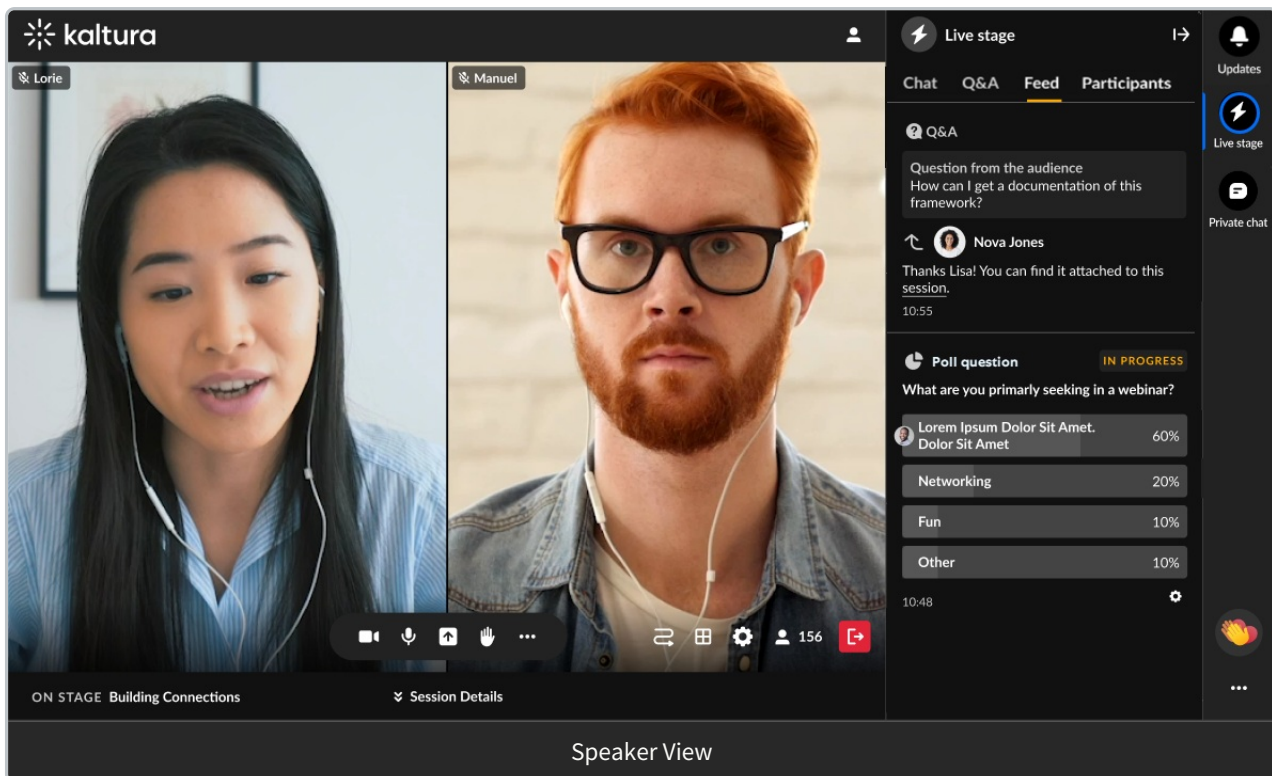 kaltura
Lorie
Manuel
156
ON STAGE Building Connections
Session Details
Live stage
Chat Q&A Feed Participants
Q&A
Question from the audience
How can I get a documentation of this
framework?
Nova Jones
Thanks Lisa! You can find it attached to this
session.
10:55
Poll question IN PROGRESS
What are you primarly seeking in a webinar?
Lorem Ipsum Dolor Sit Amet.
Dolor Sit Amet 60%
Networking 20%
Fun 10%
Other 10%
10:48
Updates
Live stage
Private chat
Speaker View